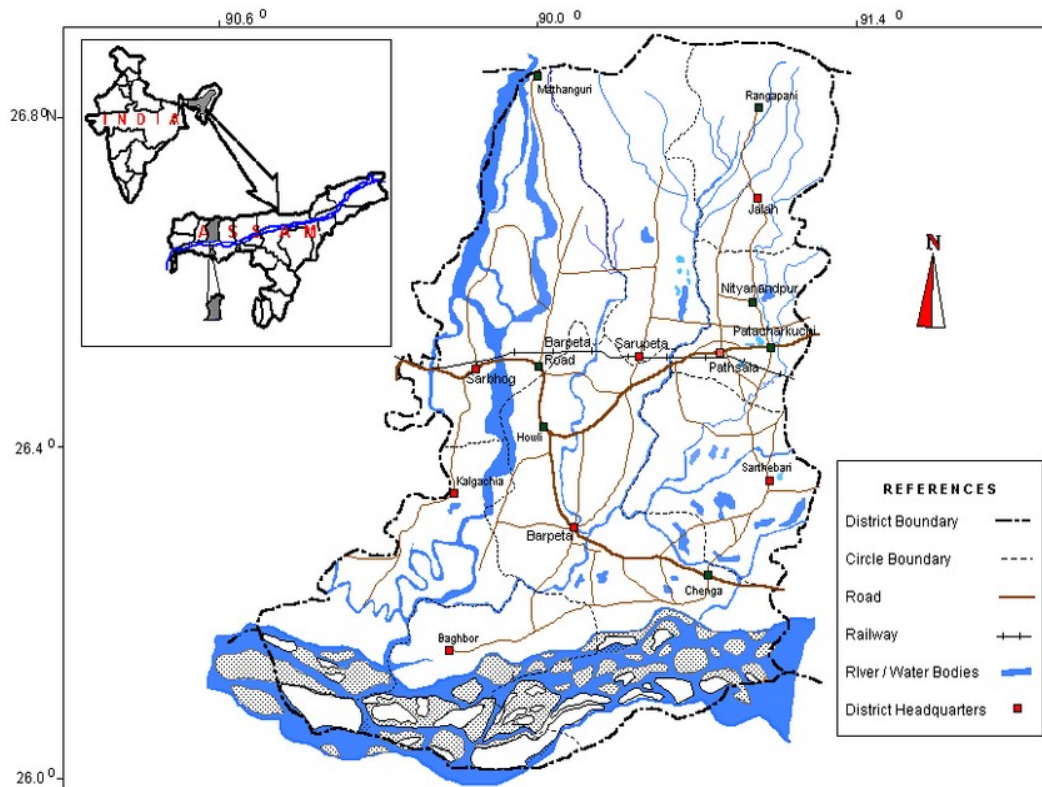 90.6 0
90.0 0
91.4 0
26.8 0N
26.4 0
26.0 0
INDIA
ASSAM
N
Mathanguri
Rangapani
Jalah
Nityanandpur
Patacharkuchi
Barpeta
Road
Sarupeta
Pathsala
Sarbhog
Howli
Kalgachia
Sarthebari
Barpeta
Chenga
Baghbor
REFERENCES
District Boundary
Circle Boundary
Road
Railway
River / Water Bodies
District Headquarters